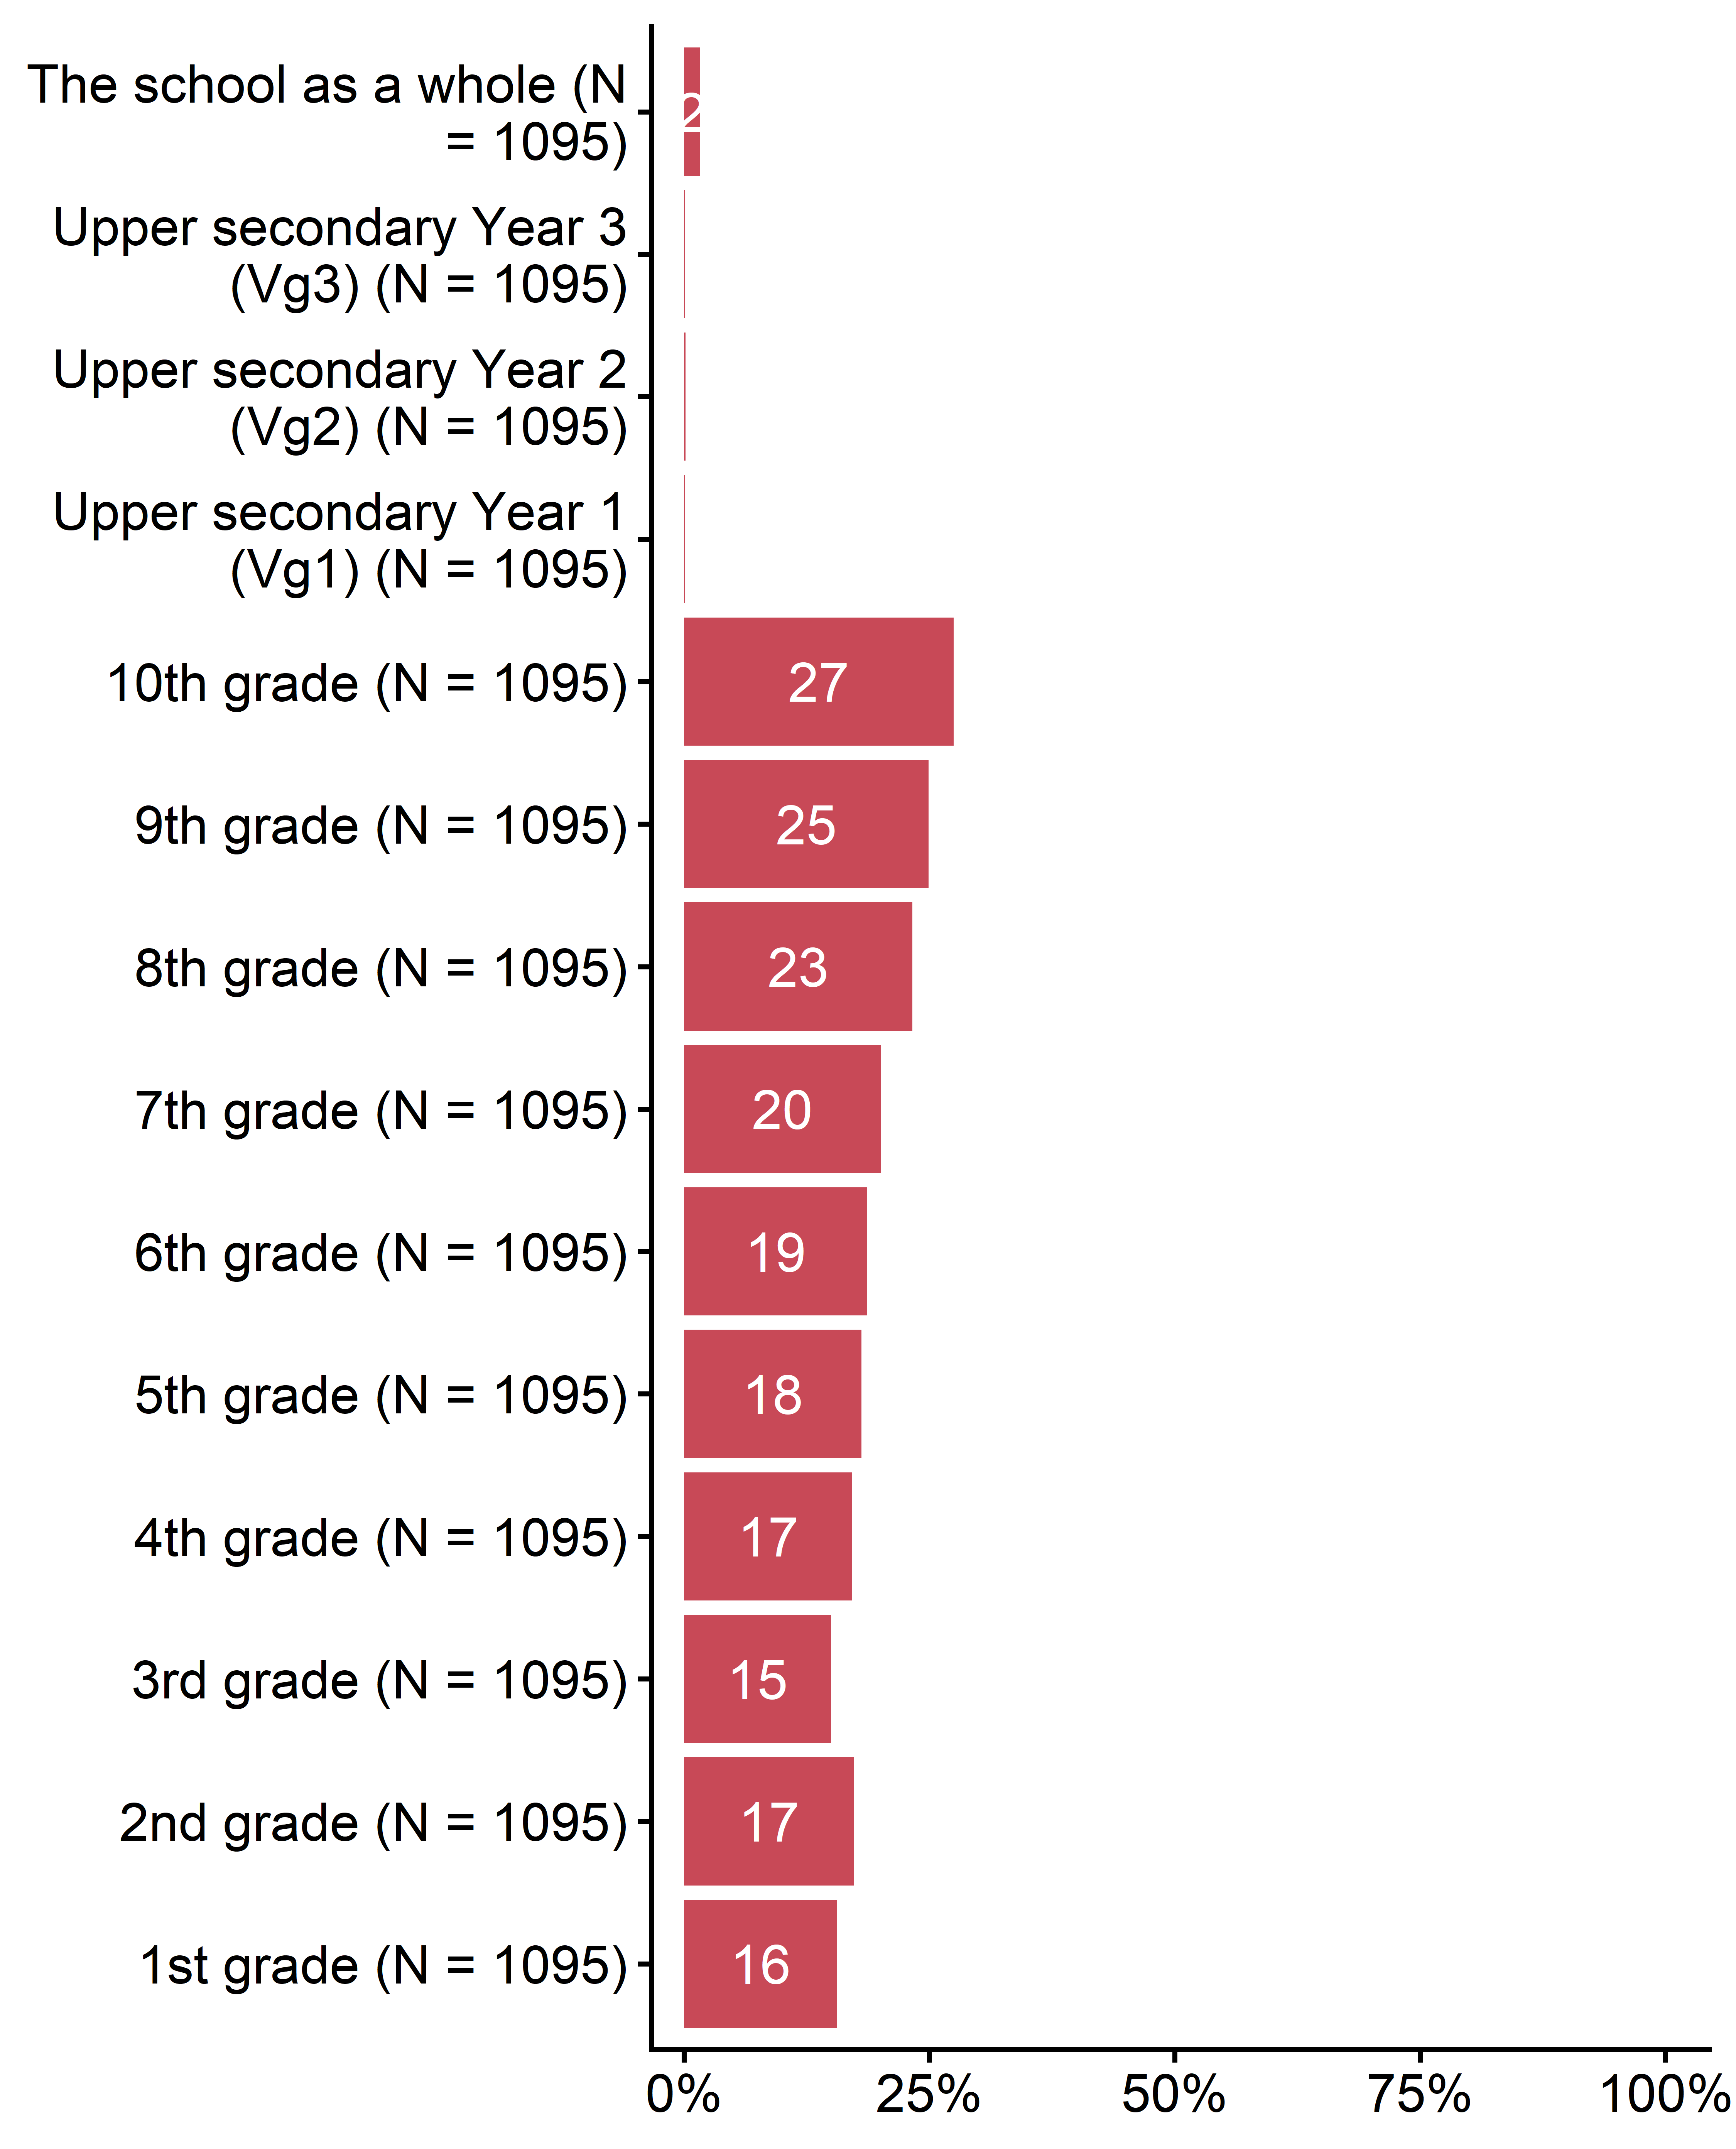 The school as a whole (N
= 1095)
2
Upper secondary Year 3
(Vg3) (N = 1095)
Upper secondary Year 2
(Vg2) (N = 1095)
Upper secondary Year 1
(Vg1) (N = 1095)
10th grade (N = 1095)
27
9th grade (N = 1095)
25
8th grade (N = 1095)
23
7th grade (N = 1095)
20
6th grade (N = 1095)
19
5th grade (N = 1095)
18
4th grade (N = 1095)
17
3rd grade (N = 1095)
15
2nd grade (N = 1095)
17
1st grade (N = 1095)
16
0% 25% 50% 75% 100%